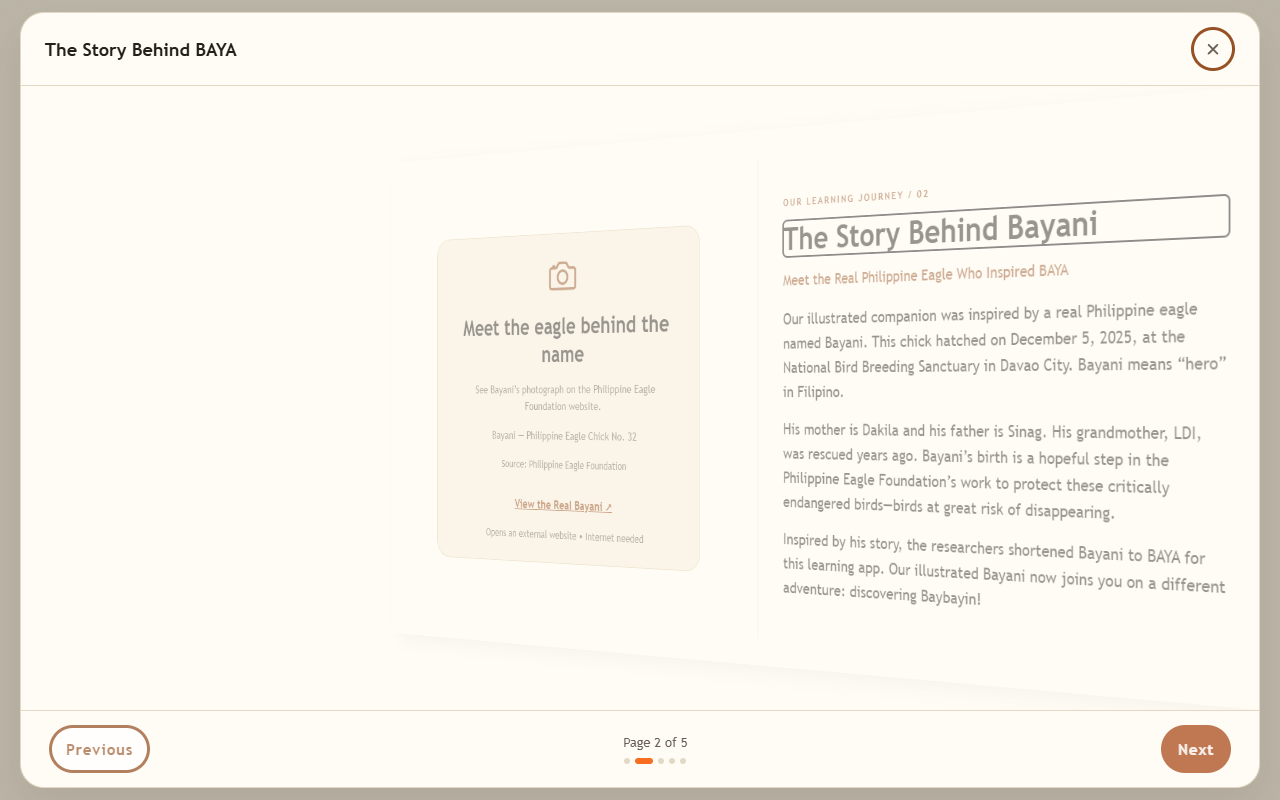 The Story Behind BAYA
Meet the eagle behind the
name
See Bayani’s photograph on the Philippine Eagle
Foundation website.
Bayani — Philippine Eagle Chick No. 32
Source: Philippine Eagle Foundation
View the Real Bayani ↗
Opens an external website • Internet needed
OUR LEARNING JOURNEY / 02
The Story Behind Bayani
Meet the Real Philippine Eagle Who Inspired BAYA
Our illustrated companion was inspired by a real Philippine eagle
named Bayani. This chick hatched on December 5, 2025, at the
National Bird Breeding Sanctuary in Davao City. Bayani means “hero”
in Filipino.
His mother is Dakila and his father is Sinag. His grandmother, LDI,
was rescued years ago. Bayani’s birth is a hopeful step in the
Philippine Eagle Foundation’s work to protect these critically
endangered birds—birds at great risk of disappearing.
Inspired by his story, the researchers shortened Bayani to BAYA for
this learning app. Our illustrated Bayani now joins you on a different
adventure: discovering Baybayin!
Previous
Page 2 of 5
Next